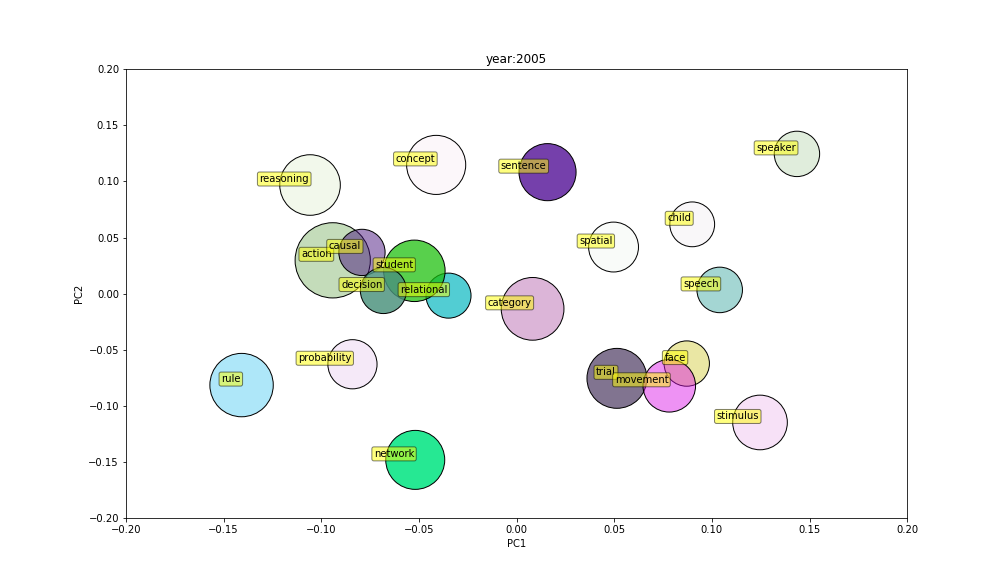 year:2005
0.20
0.15
0.10
0.05
0.00
−0.05
−0.10
−0.15
−0.20
PC2
speaker
concept
sentence
reasoning
child
spatial
causal
action
student
decision
relational
speech
category
probability
face
trial
movement
rule
stimulus
network
−0.20
−0.15
−0.10
−0.05
0.00
0.05
0.10
0.15
0.20
PC1